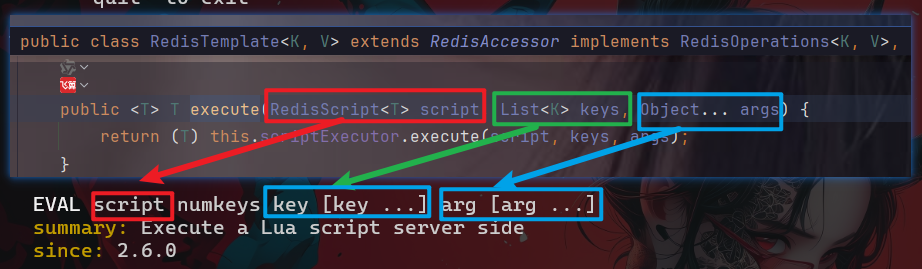 quit" to exit
public class RedisTemplate<K, V> extends RedisAccessor implements RedisOperations<K, V>,
飞算
public <T> T execute(RedisScript<T> script, List<K> keys, Object... args) {
return (T) this.scriptExecutor.execute(script, keys, args);
}
EVAL script numkeys key [key ...] arg [arg ...]
summary: Execute a Lua script server side
since: 2.6.0